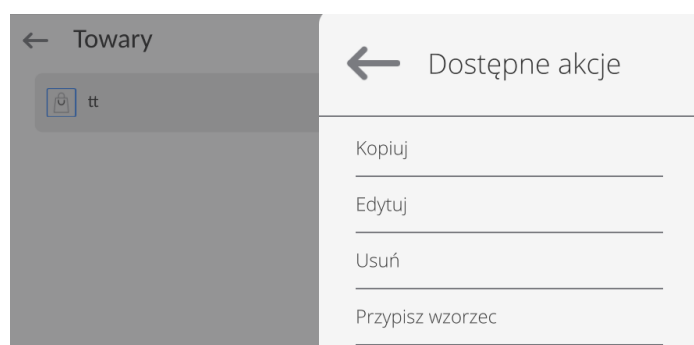 Towary
tt
Dostępne akcje
Kopiuj
Edytuj
Usuń
Przypisz wzorzec